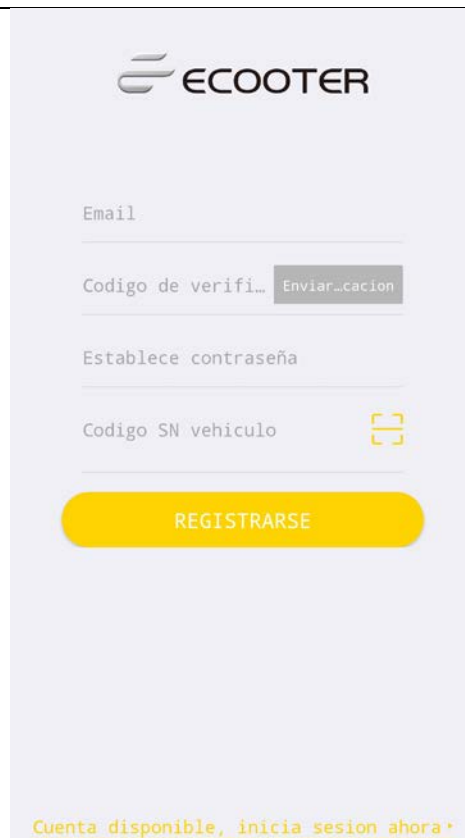 ECOOTER
Email
Codigo de verifi… Enviar…cacion
Establece contraseña
Codigo SN vehiculo
REGISTRARSE
Cuenta disponible, inicia sesion ahora